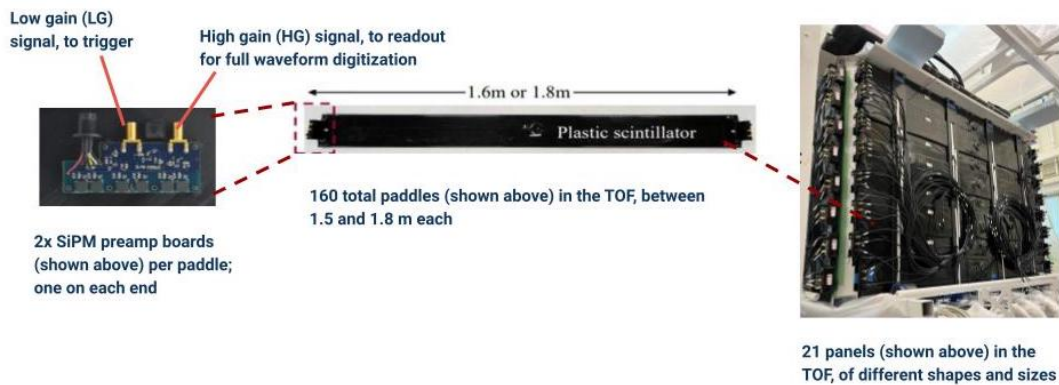 Low gain (LG)
signal, to trigger
High gain (HG) signal, to readout
for full waveform digitization
1.6m or 1.8m
Plastic scintillator
160 total paddles (shown above) in the TOF, between
1.5 and 1.8 m each
2x SiPM preamp boards
(shown above) per paddle;
one on each end
21 panels (shown above) in the
TOF, of different shapes and sizes